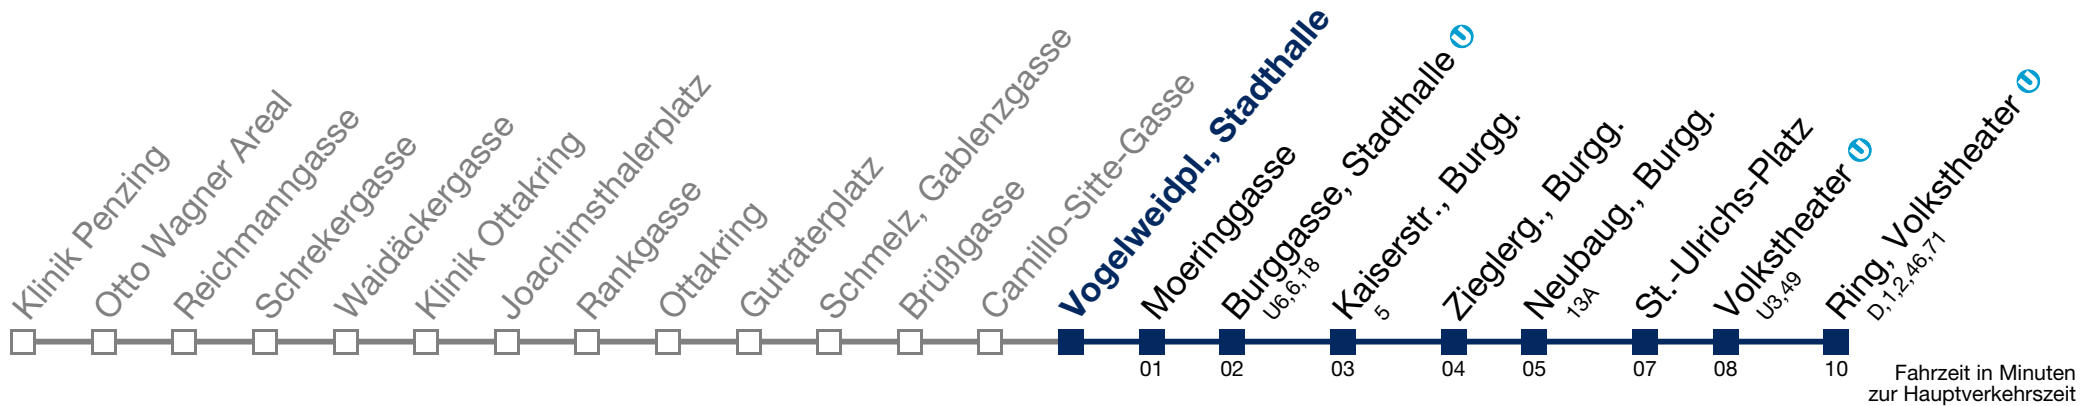 Klinik Penzing
Otto Wagner Areal
Reichmanngasse
Schrekergasse
Waidäckergasse
Klinik Ottakring
Joachimsthalerplatz
Rankgasse
Ottakring
Gutraterplatz
Schmelz, Gablenzgasse
Brüßlgasse
Camillo-Sitte-Gasse
Vogelweidpl., Stadthalle
Moeringgasse
Burggasse, Stadthalle U
U6,6,18
Kaiserstr., Burgg.
5
Zieglerg., Burgg.
Neubaug., Burgg.
13A
St.-Ulrichs-Platz
Volkstheater U
U3,49
Ring, Volkstheater U
D,1,2,46,71
01 02 03 04 05 07 08 10
Fahrzeit in Minuten
zur Hauptverkehrszeit